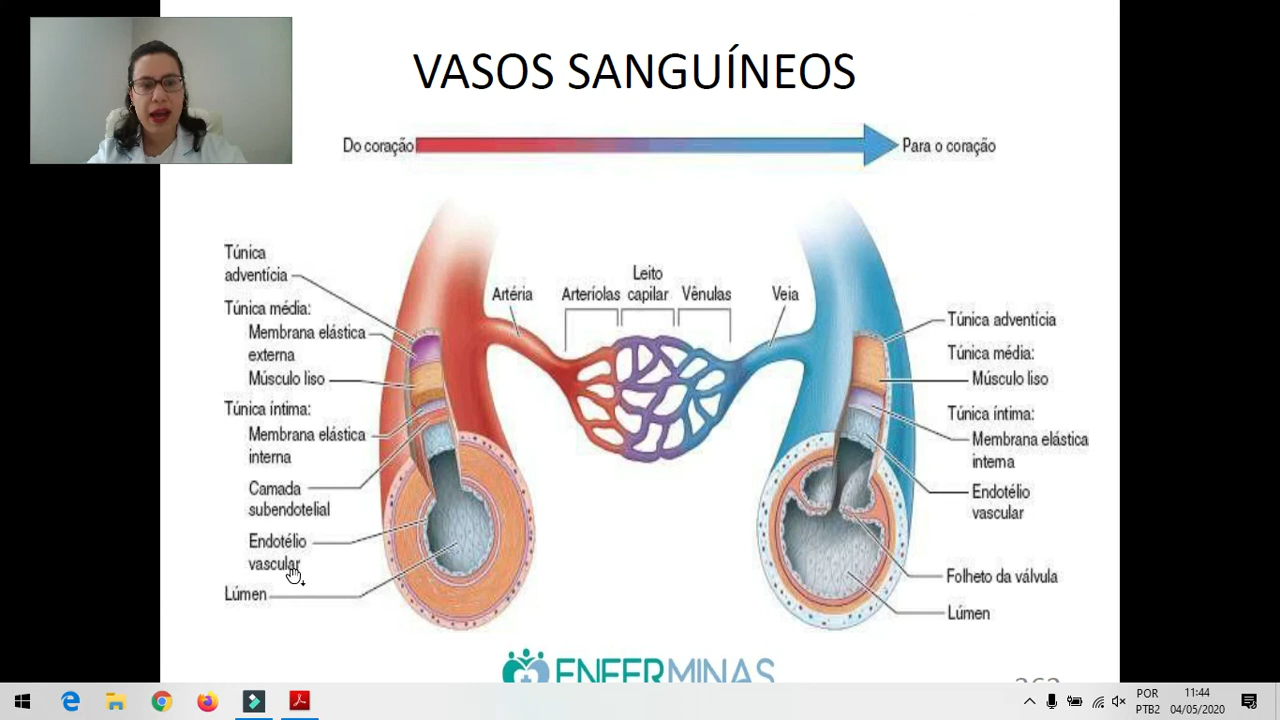 VASOS SANGUÍNEOS
Do coração
Para o coração
Túnica
adventícia
Túnica média:
Membrana elástica
externa
Músculo liso
Túnica íntima:
Membrana elástica
interna
Camada
subendotelial
Endotélio
vascular
Lúmen
Artéria
Arteríolas
Leito
capilar
Vênulas
Veia
Túnica adventícia
Túnica média:
Músculo liso
Túnica íntima:
Membrana elástica
interna
Endotélio
vascular
Folheto da válvula
Lúmen
ENFERMINAS
POR
PTB2
11:44
04/05/2020